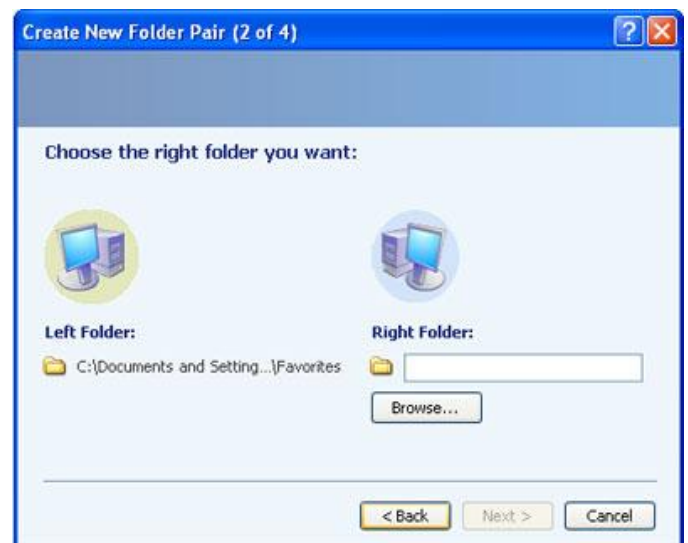 Create New Folder Pair (2 of 4)
Choose the right folder you want:
Left Folder:
C:\Documents and Setting...\Favorites
Right Folder:
Browse...
< Back
Next >
Cancel